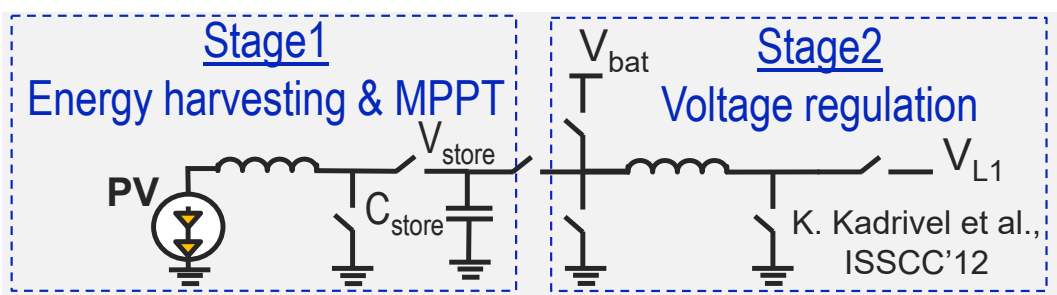 Stage1
Energy harvesting & MPPT
PV
Vstore
Cstore
Vbat
Stage2
Voltage regulation
VL1
K. Kadrivel et al.,
ISSCC'12